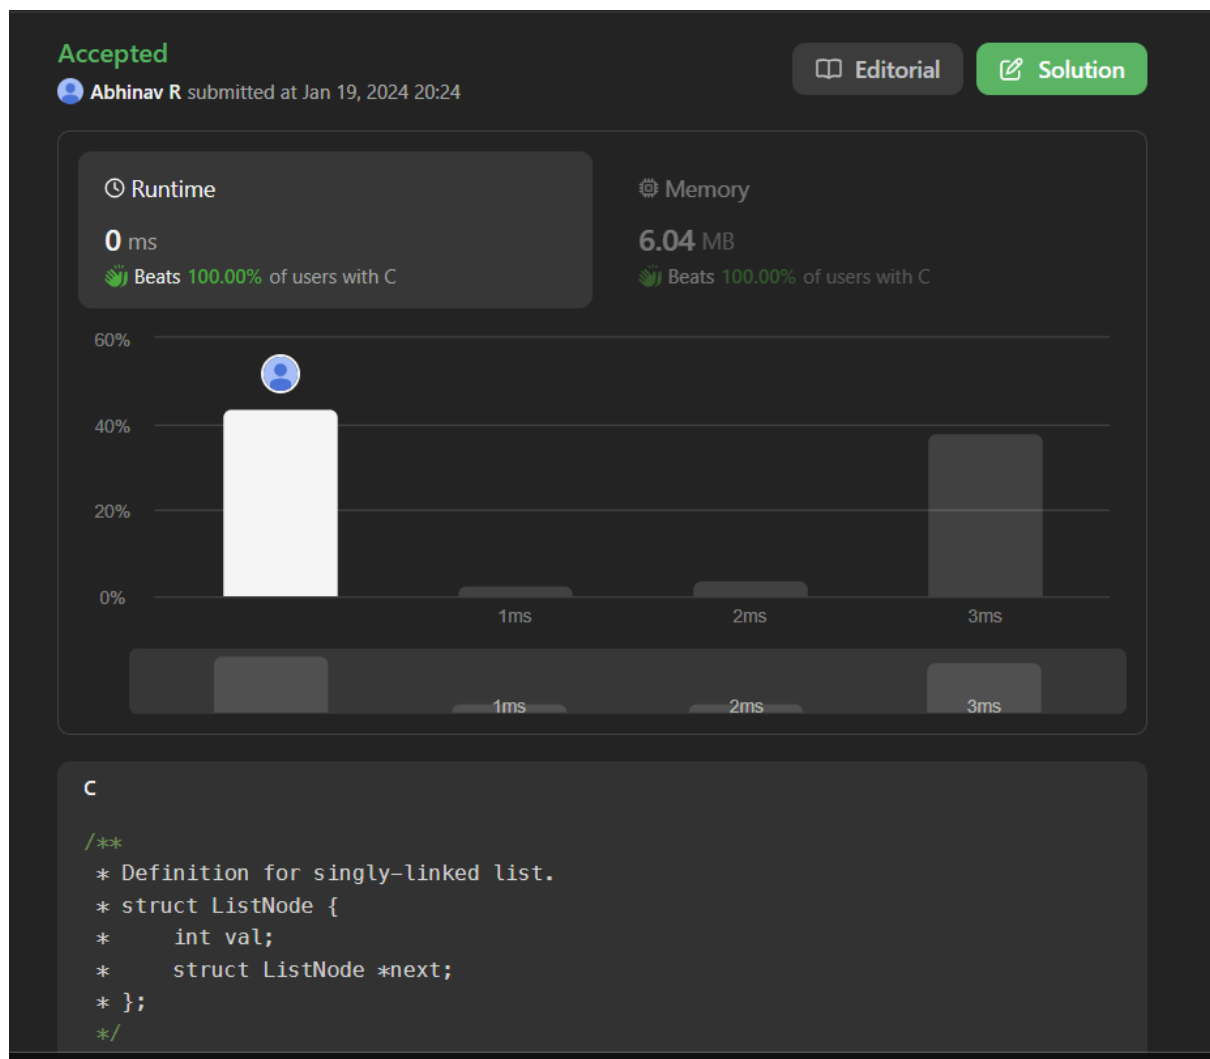 Accepted
Abhinav R submitted at Jan 19, 2024 20:24
Editorial
Solution
Runtime
0 ms
Beats 100.00% of users with C
Memory
6.04 MB
Beats 100.00% of users with C
60%
40%
20%
0%
1ms 2ms 3ms
1ms 2ms 3ms
C
/**
 * Definition for singly-linked list.
 * struct ListNode {
 *     int val;
 *     struct ListNode *next;
 * };
 */